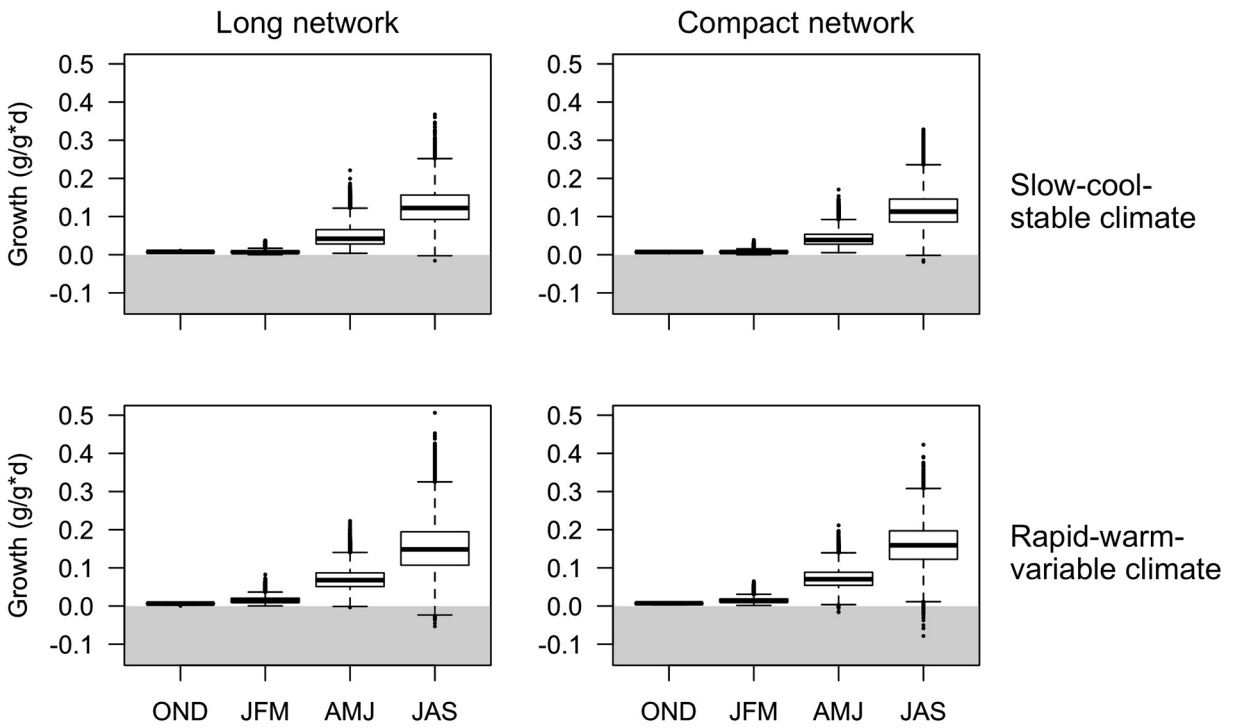 Long network
Compact network
Growth (g/g*d)
0.5
0.4
0.3
0.2
0.1
0.0
-0.1
0.5
0.4
0.3
0.2
0.1
0.0
-0.1
Slow-cool-
stable climate
Growth (g/g*d)
0.5
0.4
0.3
0.2
0.1
0.0
-0.1
OND JFM AMJ JAS
0.5
0.4
0.3
0.2
0.1
0.0
-0.1
OND JFM AMJ JAS
Rapid-warm-
variable climate